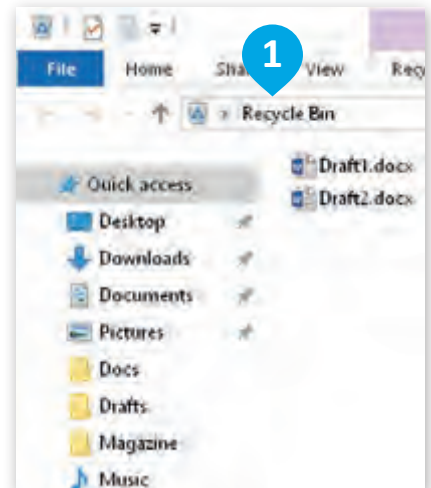 1
File Home View
Recycle Bin
Draft1.docx
Quick access
Draft2.docx
Desktop
Downloads
Documents
Pictures
Docs
Drafts
Magazine
Music